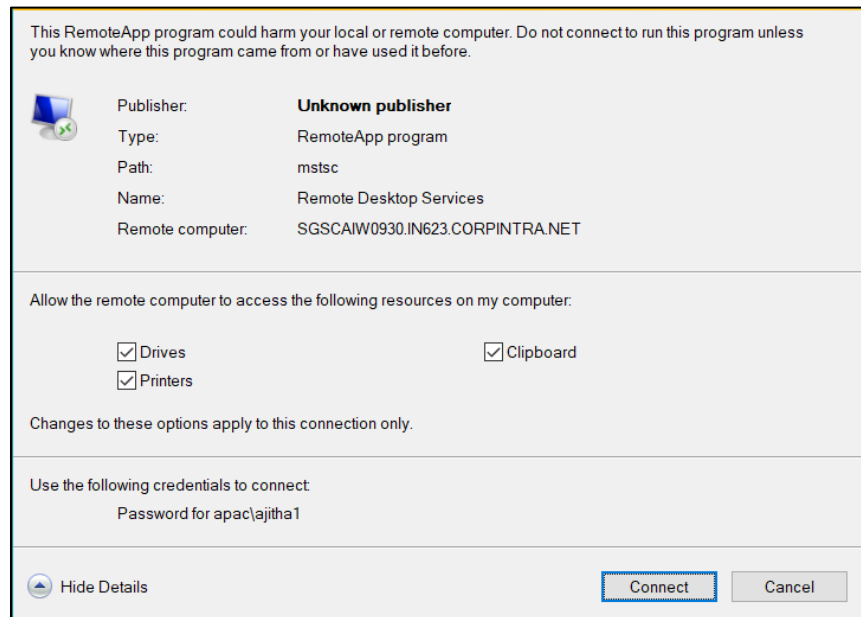 This RemoteApp program could harm your local or remote computer. Do not connect to run this program unless
you know where this program came from or have used it before.
Publisher: Unknown publisher
Type: RemoteApp program
Path: mstsc
Name: Remote Desktop Services
Remote computer: SGSCAIW0930.IN623.CORPINTRA.NET
Allow the remote computer to access the following resources on my computer:
Drives Clipboard
Printers
Changes to these options apply to this connection only.
Use the following credentials to connect:
Password for apac\ajitha1
Hide Details Connect Cancel